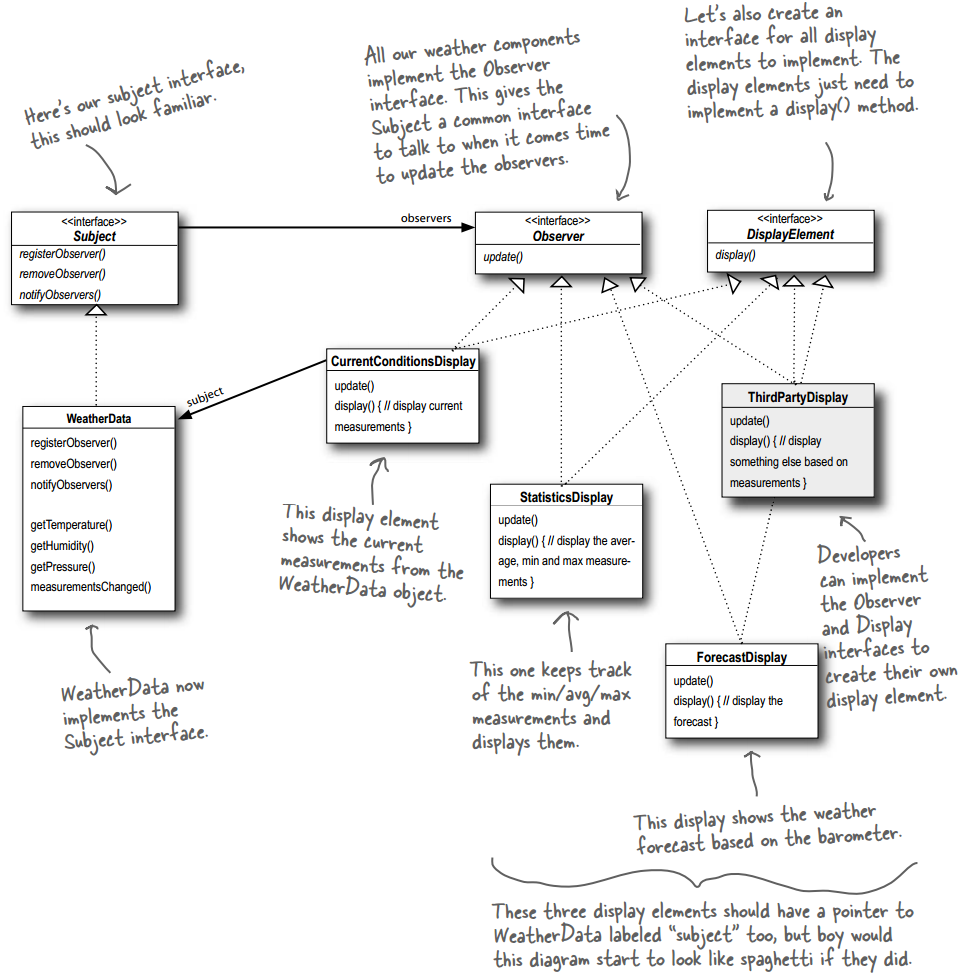 Here's our subject interface,
this should look familiar.
All our weather components
implement the Observer
interface. This gives the
Subject a common interface
to talk to when it comes time
to update the observers.
Let's also create an
interface for all display
elements to implement. The
display elements just need to
implement a display() method.
<<interface>>
Subject
registerObserver()
removeObserver()
notifyObservers()
observers
<<interface>>
Observer
update()
<<interface>>
DisplayElement
display()
subject
CurrentConditionsDisplay
update()
display() { // display current
measurements }
WeatherData
registerObserver()
removeObserver()
notifyObservers()
getTemperature()
getHumidity()
getPressure()
measurementsChanged()
ThirdPartyDisplay
update()
display() { // display
something else based on
measurements }
StatisticsDisplay
update()
display() { // display the aver-
age, min and max measure-
ments }
This display element
shows the current
measurements from the
WeatherData object.
Developers
can implement
the Observer
and Display
interfaces to
create their own
display element.
ForecastDisplay
update()
display() { // display the
forecast }
WeatherData now
implements the
Subject interface.
This one keeps track
of the min/avg/max
measurements and
displays them.
This display shows the weather
forecast based on the barometer.
These three display elements should have a pointer to
WeatherData labeled “subject” too, but boy would
this diagram start to look like spaghetti if they did.